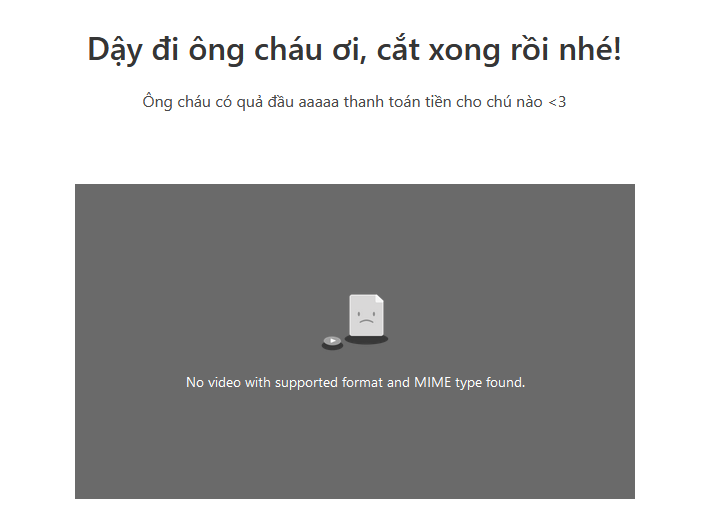 Dậy đi ông cháu ơi, cắt xong rồi nhé!
Ông cháu có quả đầu aaaaa thanh toán tiền cho chú nào <3
No video with supported format and MIME type found.